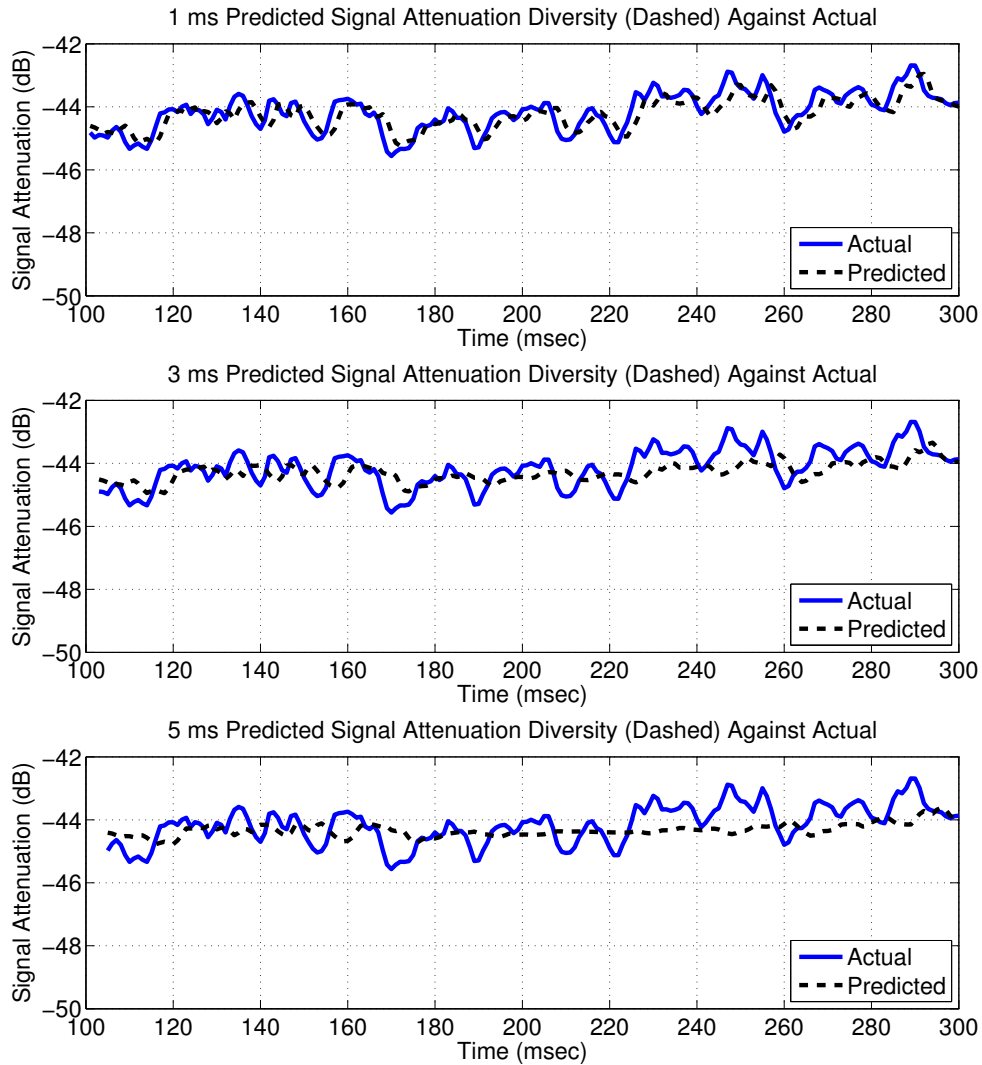 1 ms Predicted Signal Attenuation Diversity (Dashed) Against Actual
Signal Attenuation (dB)
−42
−44
−46
−48
−50
Actual
Predicted
100 120 140 160 180 200 220 240 260 280 300
Time (msec)
3 ms Predicted Signal Attenuation Diversity (Dashed) Against Actual
Signal Attenuation (dB)
−42
−44
−46
−48
−50
Actual
Predicted
100 120 140 160 180 200 220 240 260 280 300
Time (msec)
5 ms Predicted Signal Attenuation Diversity (Dashed) Against Actual
Signal Attenuation (dB)
−42
−44
−46
−48
−50
Actual
Predicted
100 120 140 160 180 200 220 240 260 280 300
Time (msec)